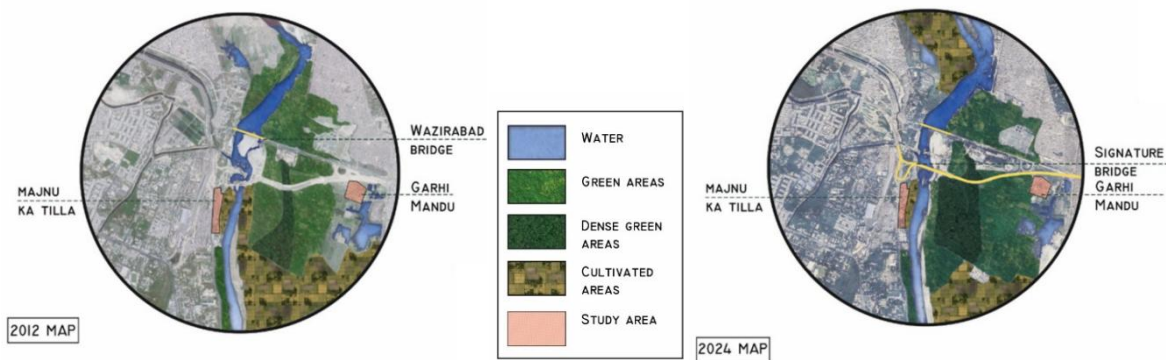 WAZIRABAD
BRIDGE
GARHI
MANDU
MAJNU
KA TILLA
2012 MAP
WATER
GREEN AREAS
DENSE GREEN
AREAS
CULTIVATED
AREAS
STUDY AREA
SIGNATURE
BRIDGE
GARHI
MANDU
MAJNU
KA TILLA
2024 MAP